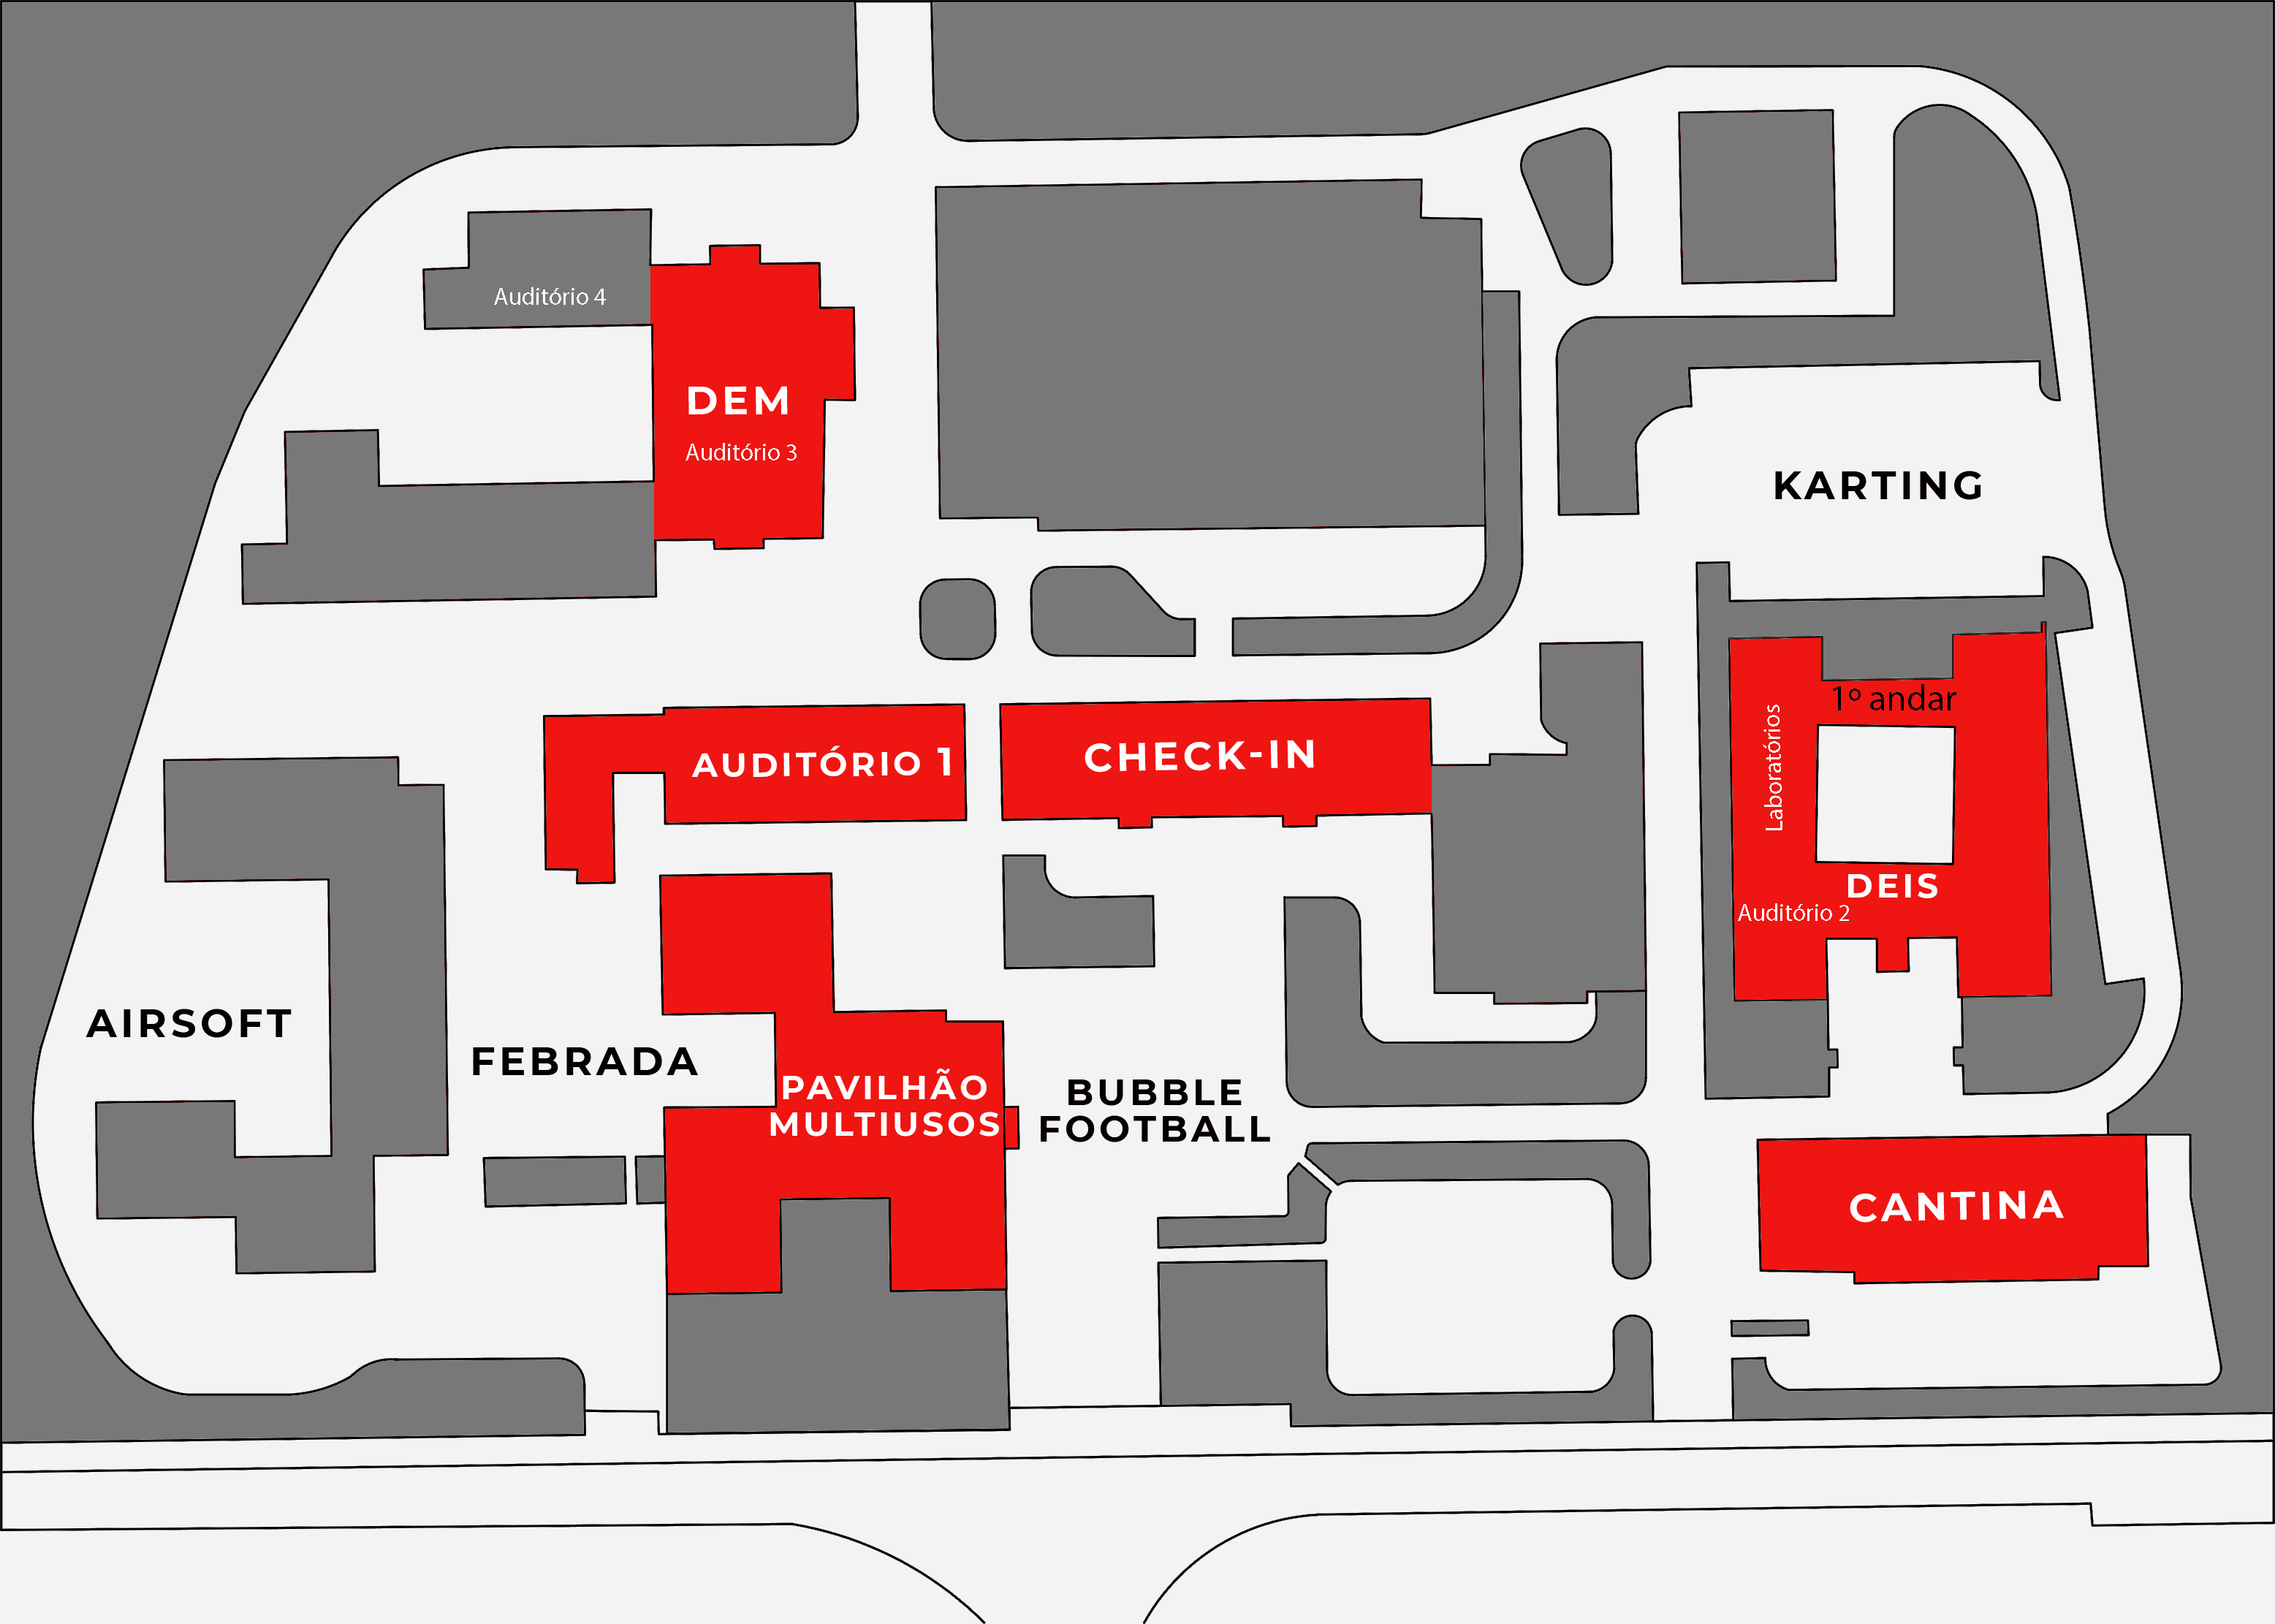 Auditório 4
DEM
Auditório 3
KARTING
1º andar
Laboratórios
AUDITÓRIO 1
CHECK-IN
DEIS
Auditório 2
AIRSOFT
FEBRADA
PAVILHÃO
MULTIUSOS
BUBBLE
FOOTBALL
CANTINA